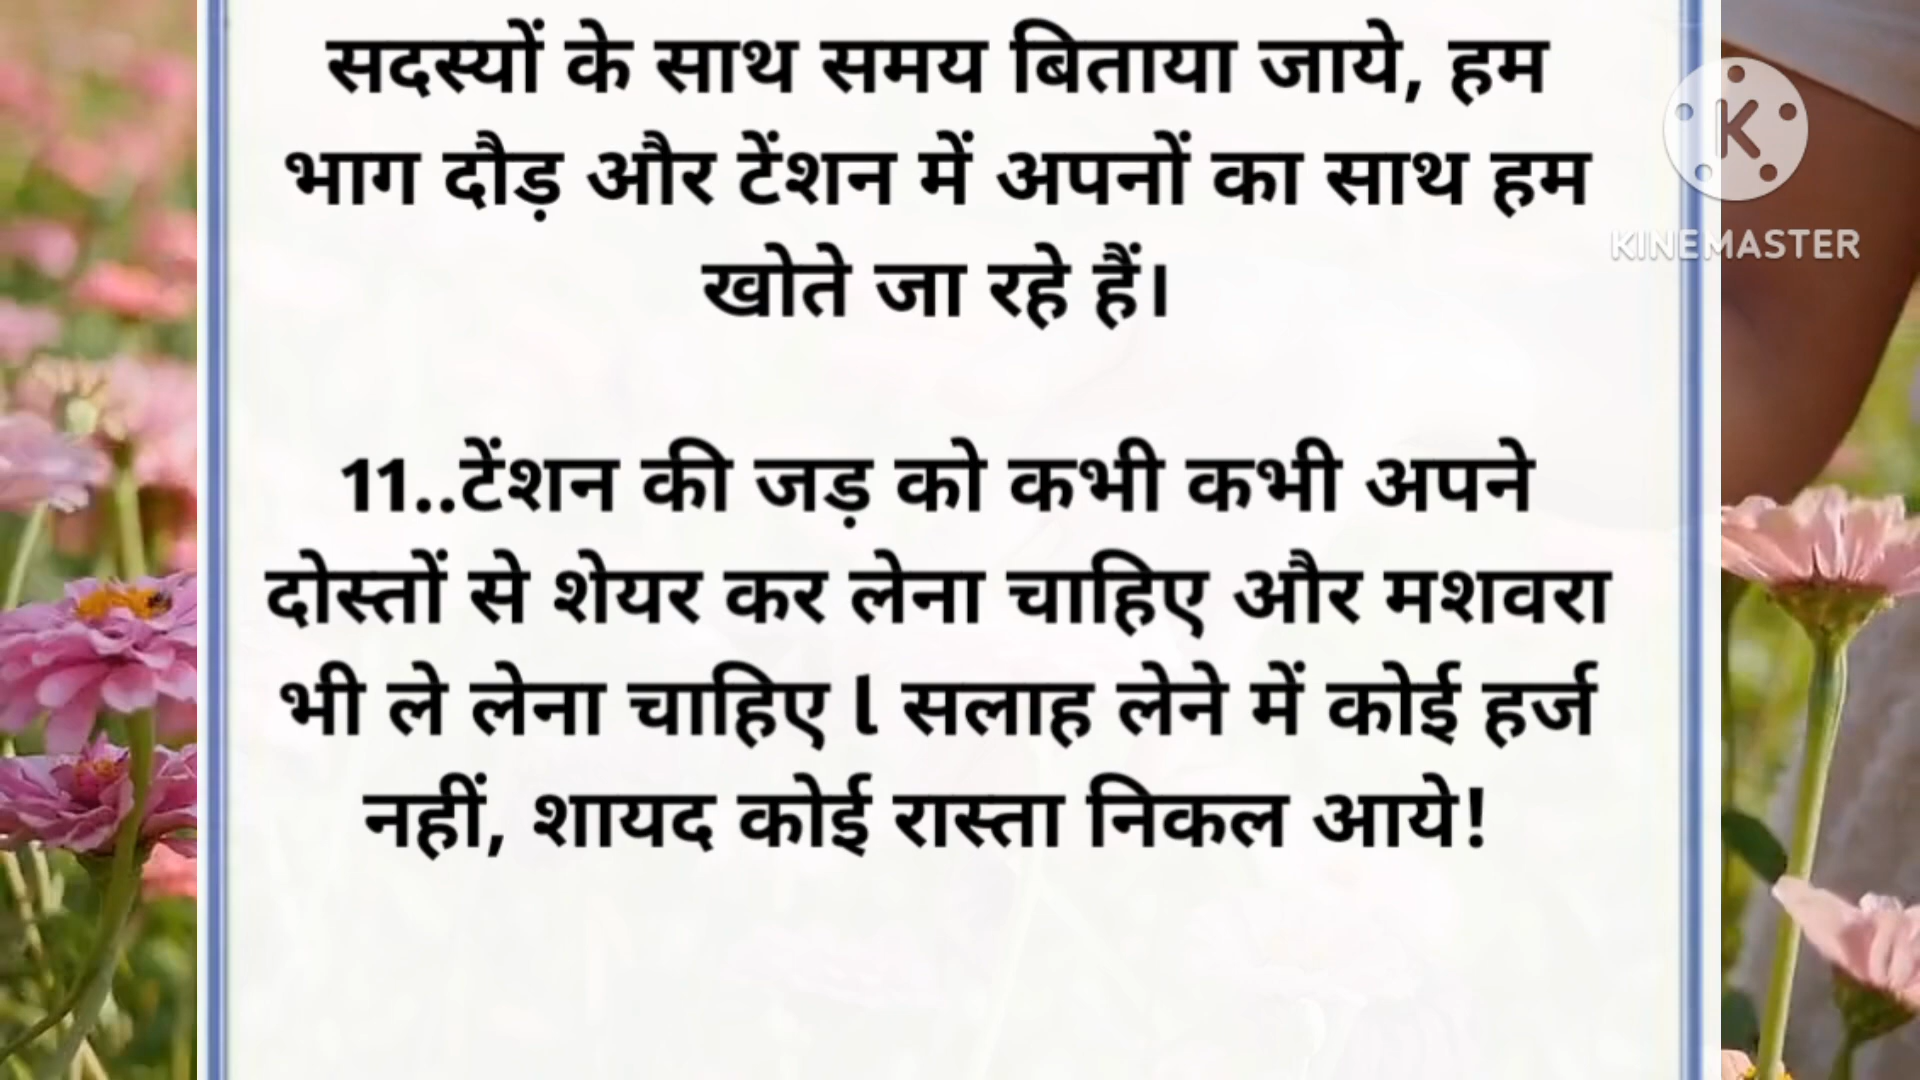 सदस्यों के साथ समय बिताया जाये, हम
भाग दौड़ और टेंशन में अपनों का साथ हम
खोते जा रहे हैं।
11..टेंशन की जड़ को कभी कभी अपने
दोस्तों से शेयर कर लेना चाहिए और मशवरा
भी ले लेना चाहिए l सलाह लेने में कोई हर्ज
नहीं, शायद कोई रास्ता निकल आये!
K
KINEMASTER